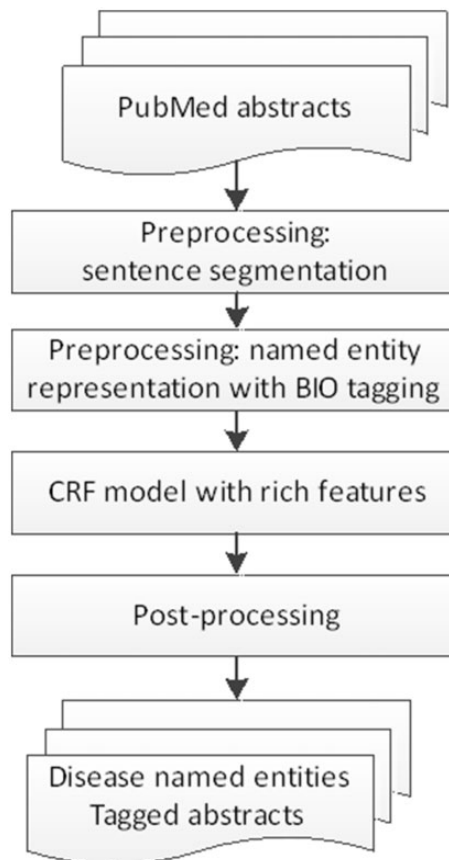 PubMed abstracts
Preprocessing:
sentence segmentation
Preprocessing: named entity
representation with BIO tagging
CRF model with rich features
Post-processing
Disease named entities
Tagged abstracts